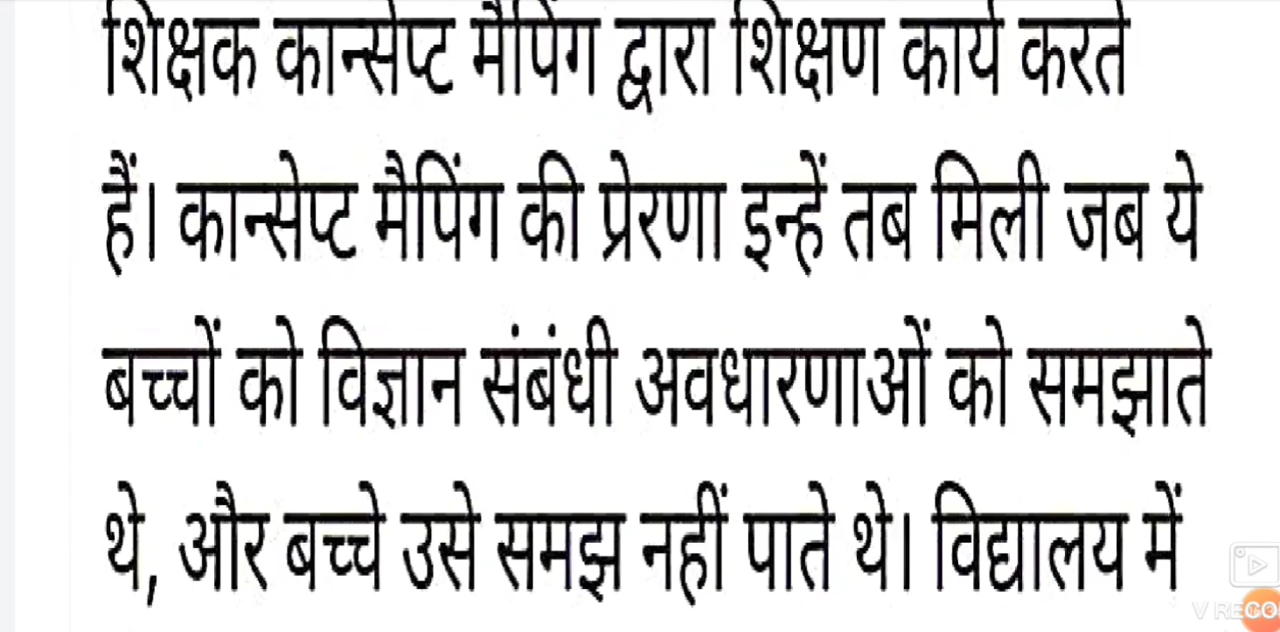 शिक्षक कान्सेप्ट मैपिंग द्वारा शिक्षण कार्य करते
हैं। कान्सेप्ट मैपिंग की प्रेरणा इन्हें तब मिली जब ये
बच्चों को विज्ञान संबंधी अवधारणाओं को समझाते
थे, और बच्चे उसे समझ नहीं पाते थे। विद्यालय में